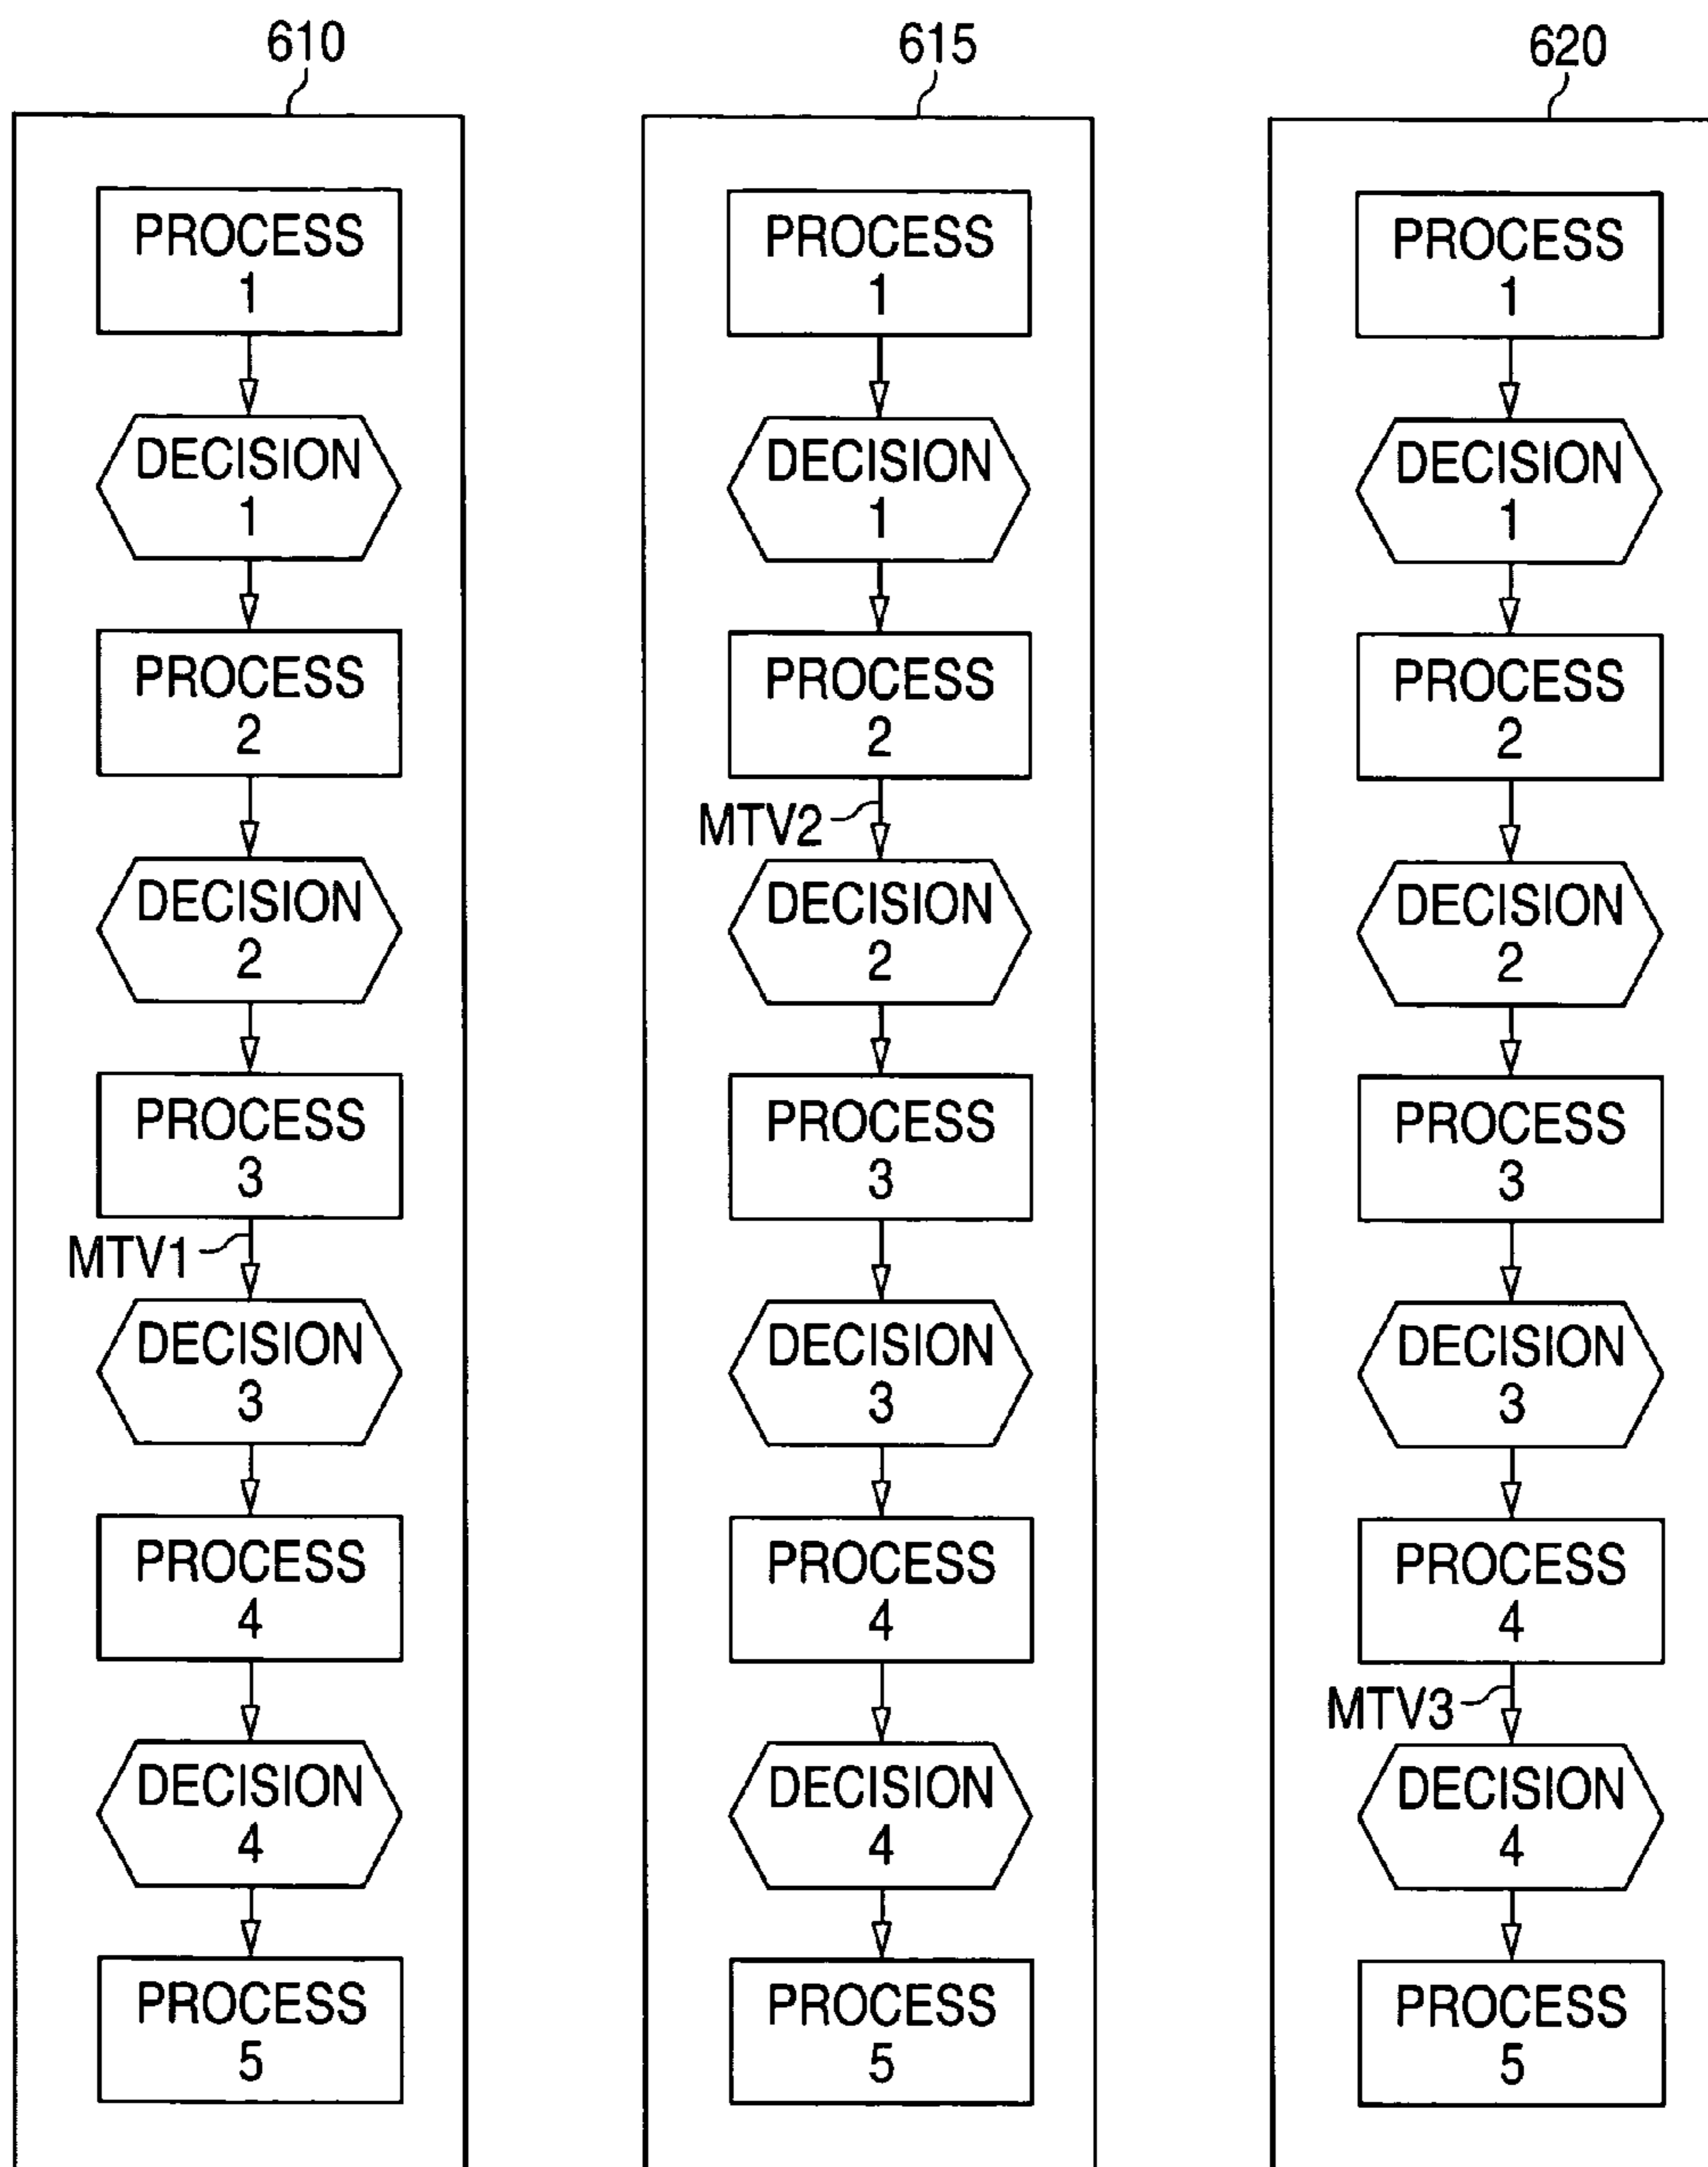 610
PROCESS
1
DECISION
1
PROCESS
2
DECISION
2
PROCESS
3
MTV1
DECISION
3
PROCESS
4
DECISION
4
PROCESS
5
615
PROCESS
1
DECISION
1
PROCESS
2
MTV2
DECISION
2
PROCESS
3
DECISION
3
PROCESS
4
DECISION
4
PROCESS
5
620
PROCESS
1
DECISION
1
PROCESS
2
DECISION
2
PROCESS
3
DECISION
3
PROCESS
4
MTV3
DECISION
4
PROCESS
5